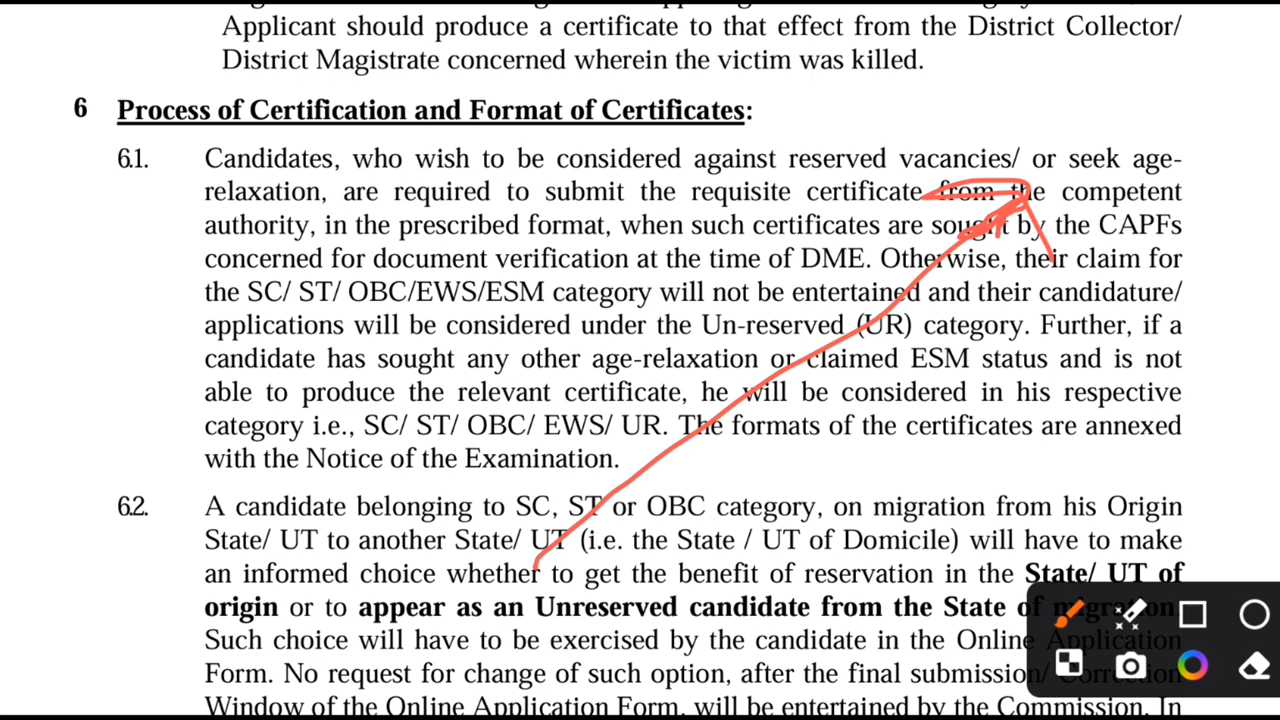 Applicant should produce a certificate to that effect from the District Collector/
District Magistrate concerned wherein the victim was killed.
6 Process of Certification and Format of Certificates:
6.1. Candidates, who wish to be considered against reserved vacancies/ or seek age-
relaxation, are required to submit the requisite certificate from the competent
authority, in the prescribed format, when such certificates are sought by the CAPFs
concerned for document verification at the time of DME. Otherwise, their claim for
the SC/ ST/ OBC/EWS/ESM category will not be entertained and their candidature/
applications will be considered under the Un-reserved (UR) category. Further, if a
candidate has sought any other age-relaxation or claimed ESM status and is not
able to produce the relevant certificate, he will be considered in his respective
category i.e., SC/ ST/ OBC/ EWS/ UR. The formats of the certificates are annexed
with the Notice of the Examination.
6.2. A candidate belonging to SC, ST or OBC category, on migration from his Origin
State/ UT to another State/ UT (i.e. the State / UT of Domicile) will have to make
an informed choice whether to get the benefit of reservation in the State/ UT of
origin or to appear as an Unreserved candidate from the State of migration.
Such choice will have to be exercised by the candidate in the Online Application
Form. No request for change of such option, after the final submission/ Correction
Window of the Online Application Form, will be entertained by the Commission. In